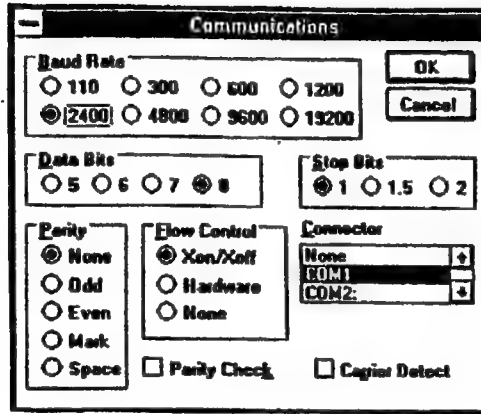 Communications
Baud Rate
110 300 600 1200
2400 4800 9600 19200
OK
Cancel
Data Bits
5 6 7 8
Stop Bits
1 1.5 2
Parity
None
Odd
Even
Mark
Space
Flow Control
Xon/Xoff
Hardware
None
Connector
None
COM1
COM2:
Parity Check
Carrier Detect